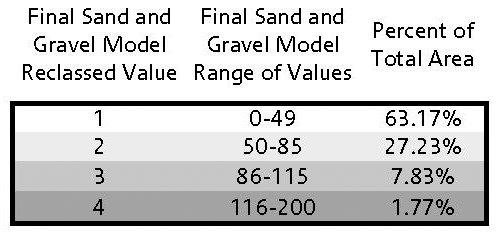 Final Sand and Gravel Model Reclassed Value
Final Sand and Gravel Model Range of Values
Percent of Total Area
1 0-49 63.17%
2 50-85 27.23%
3 86-115 7.83%
4 116-200 1.77%